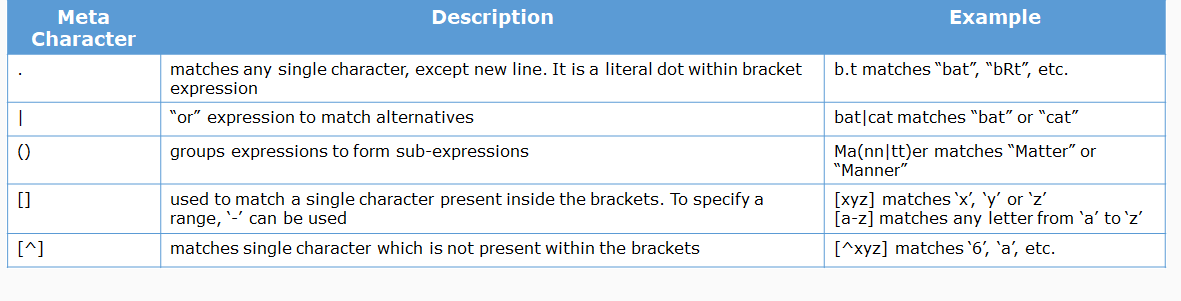 Meta
Character
Description
Example
.
matches any single character, except new line. It is a literal dot within bracket
expression
b.t matches “bat”, “bRt”, etc.
|
“or” expression to match alternatives
bat|cat matches “bat” or “cat”
()
groups expressions to form sub-expressions
Ma(nn|tt)er matches “Matter” or
“Manner”
[]
used to match a single character present inside the brackets. To specify a
range, ‘-’ can be used
[xyz] matches ‘x’, ‘y’ or ‘z’
[a-z] matches any letter from ‘a’ to ‘z’
[^]
matches single character which is not present within the brackets
[^xyz] matches ‘6’, ‘a’, etc.